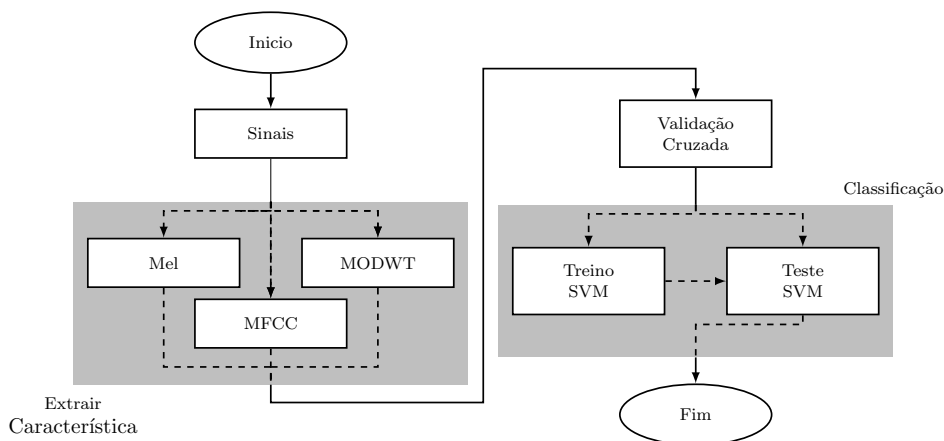 Inicio
Sinais
Mel
MODWT
MFCC
Extrair
Característica
Validação
Cruzada
Classificação
Treino
SVM
Teste
SVM
Fim